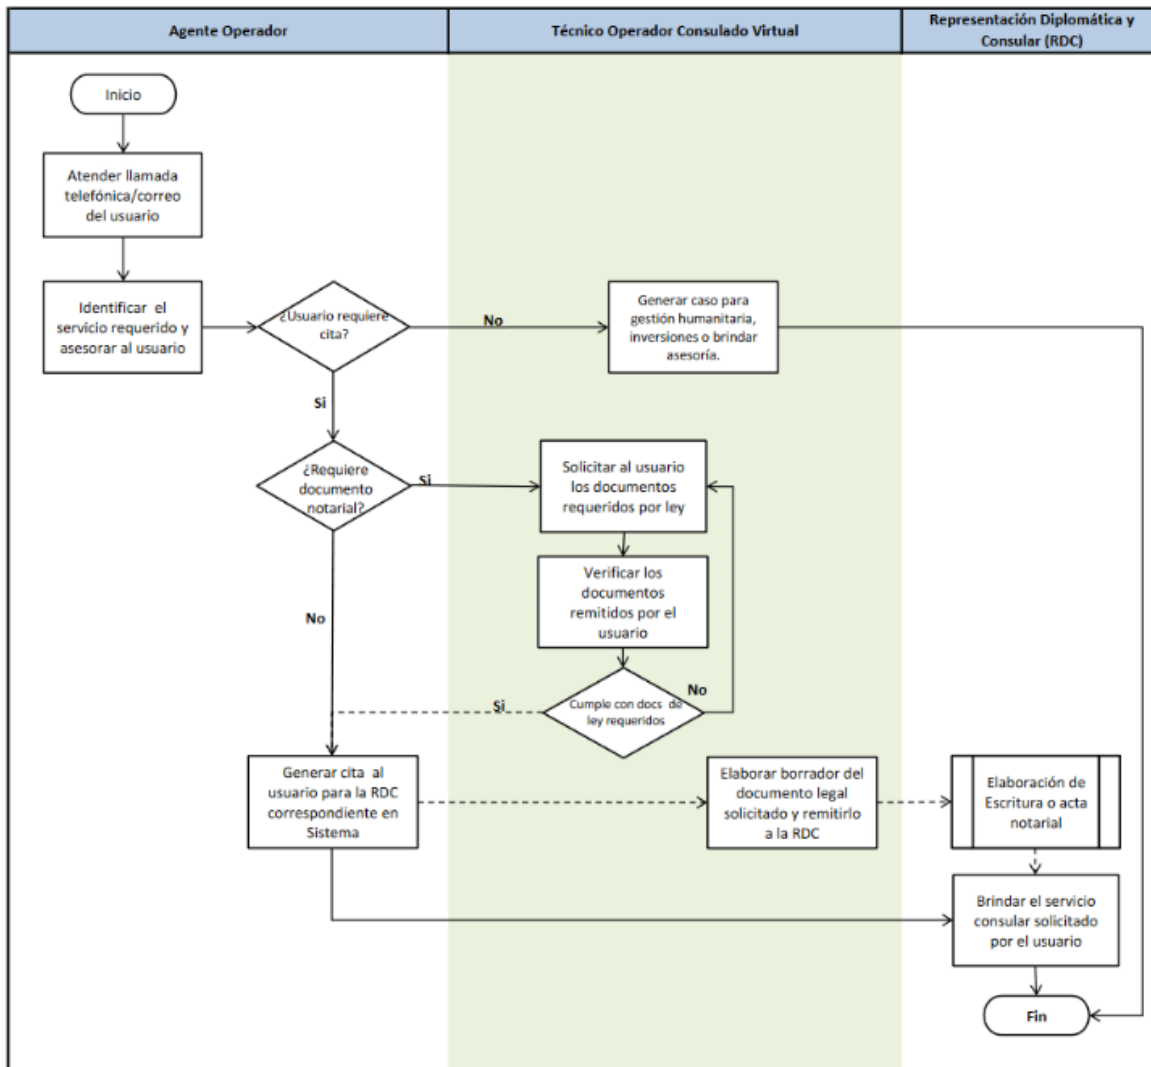 Agente Operador
Técnico Operador Consulado Virtual
Representación Diplomática y
Consular (RDC)
Inicio
Atender llamada
telefónica/correo
del usuario
Identificar el
servicio requerido y
asesorar al usuario
¿Usuario requiere
cita?
No
Generar caso para
gestión humanitaria,
inversiones o brindar
asesoría.
Si
¿Requiere
documento
notarial?
Si
Solicitar al usuario
los documentos
requeridos por ley
Verificar los
documentos
remitidos por el
usuario
No
Cumple con docs de
ley requeridos
No
Si
Generar cita al
usuario para la RDC
correspondiente en
Sistema
Elaborar borrador del
documento legal
solicitado y remitirlo
a la RDC
Elaboración de
Escritura o acta
notarial
Brindar el servicio
consular solicitado
por el usuario
Fin